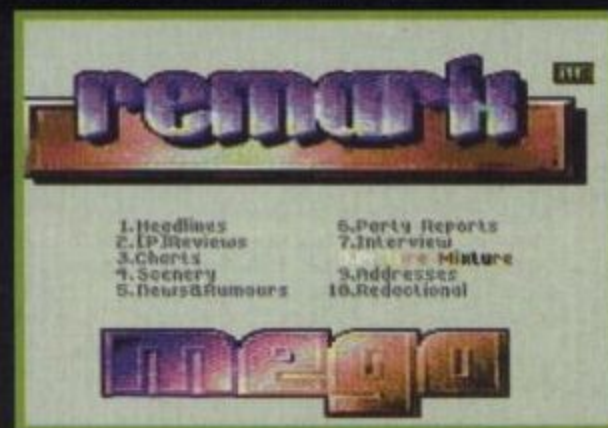 remark
1.Headlines
2.[P]Reviews
3.Charts
4.Scenery
5.News&Rumours
6.Party Reports
7.Interview
Mixture
9.Addresses
10.Redactional
mega